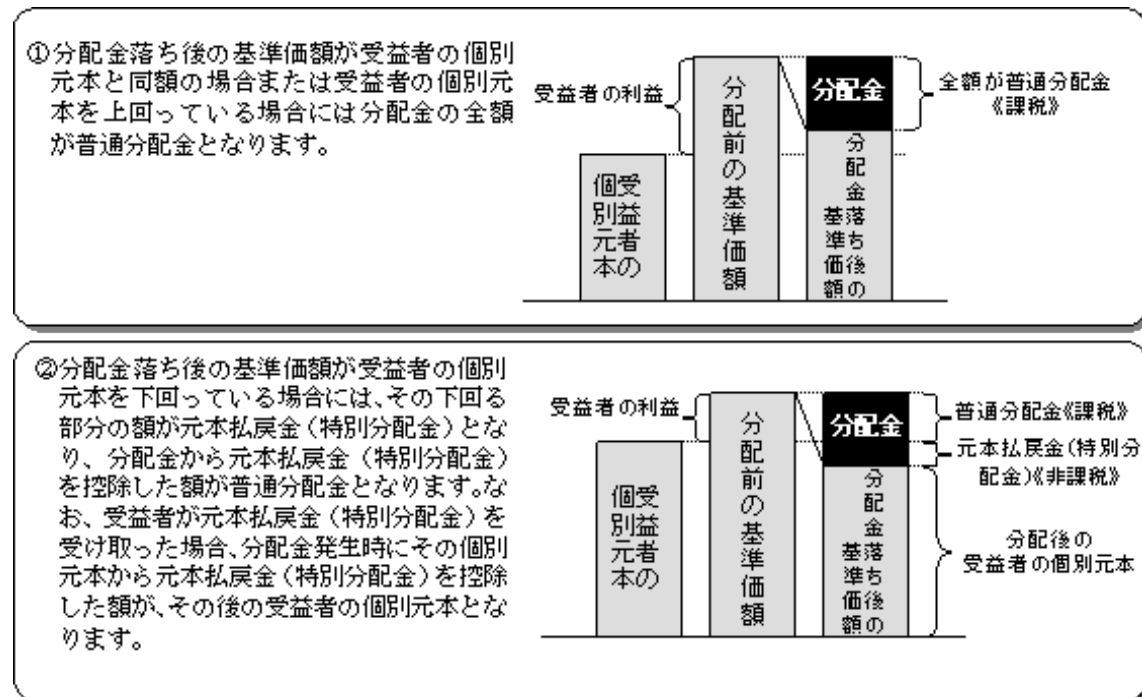 ①分配金落ち後の基準価額が受益者の個別
元本と同額の場合または受益者の個別元
本を上回っている場合には分配金の全額
が普通分配金となります。
受益者の利益
受益者の
個別元本
分配前の基準価額
分配金
分配金落ち後の
基準価額
全額が普通分配金
《課税》
②分配金落ち後の基準価額が受益者の個別
元本を下回っている場合には、その下回る
部分の額が元本払戻金(特別分配金)とな
り、分配金から元本払戻金(特別分配金)
を控除した額が普通分配金となります。な
お、受益者が元本払戻金(特別分配金)を
受け取った場合、分配金発生時にその個別
元本から元本払戻金(特別分配金)を控除
した額が、その後の受益者の個別元本とな
ります。
受益者の利益
受益者の
個別元本
分配前の基準価額
分配金
分配金落ち後の
基準価額
普通分配金《課税》
元本払戻金(特別分
配金)《非課税》
分配後の
受益者の個別元本